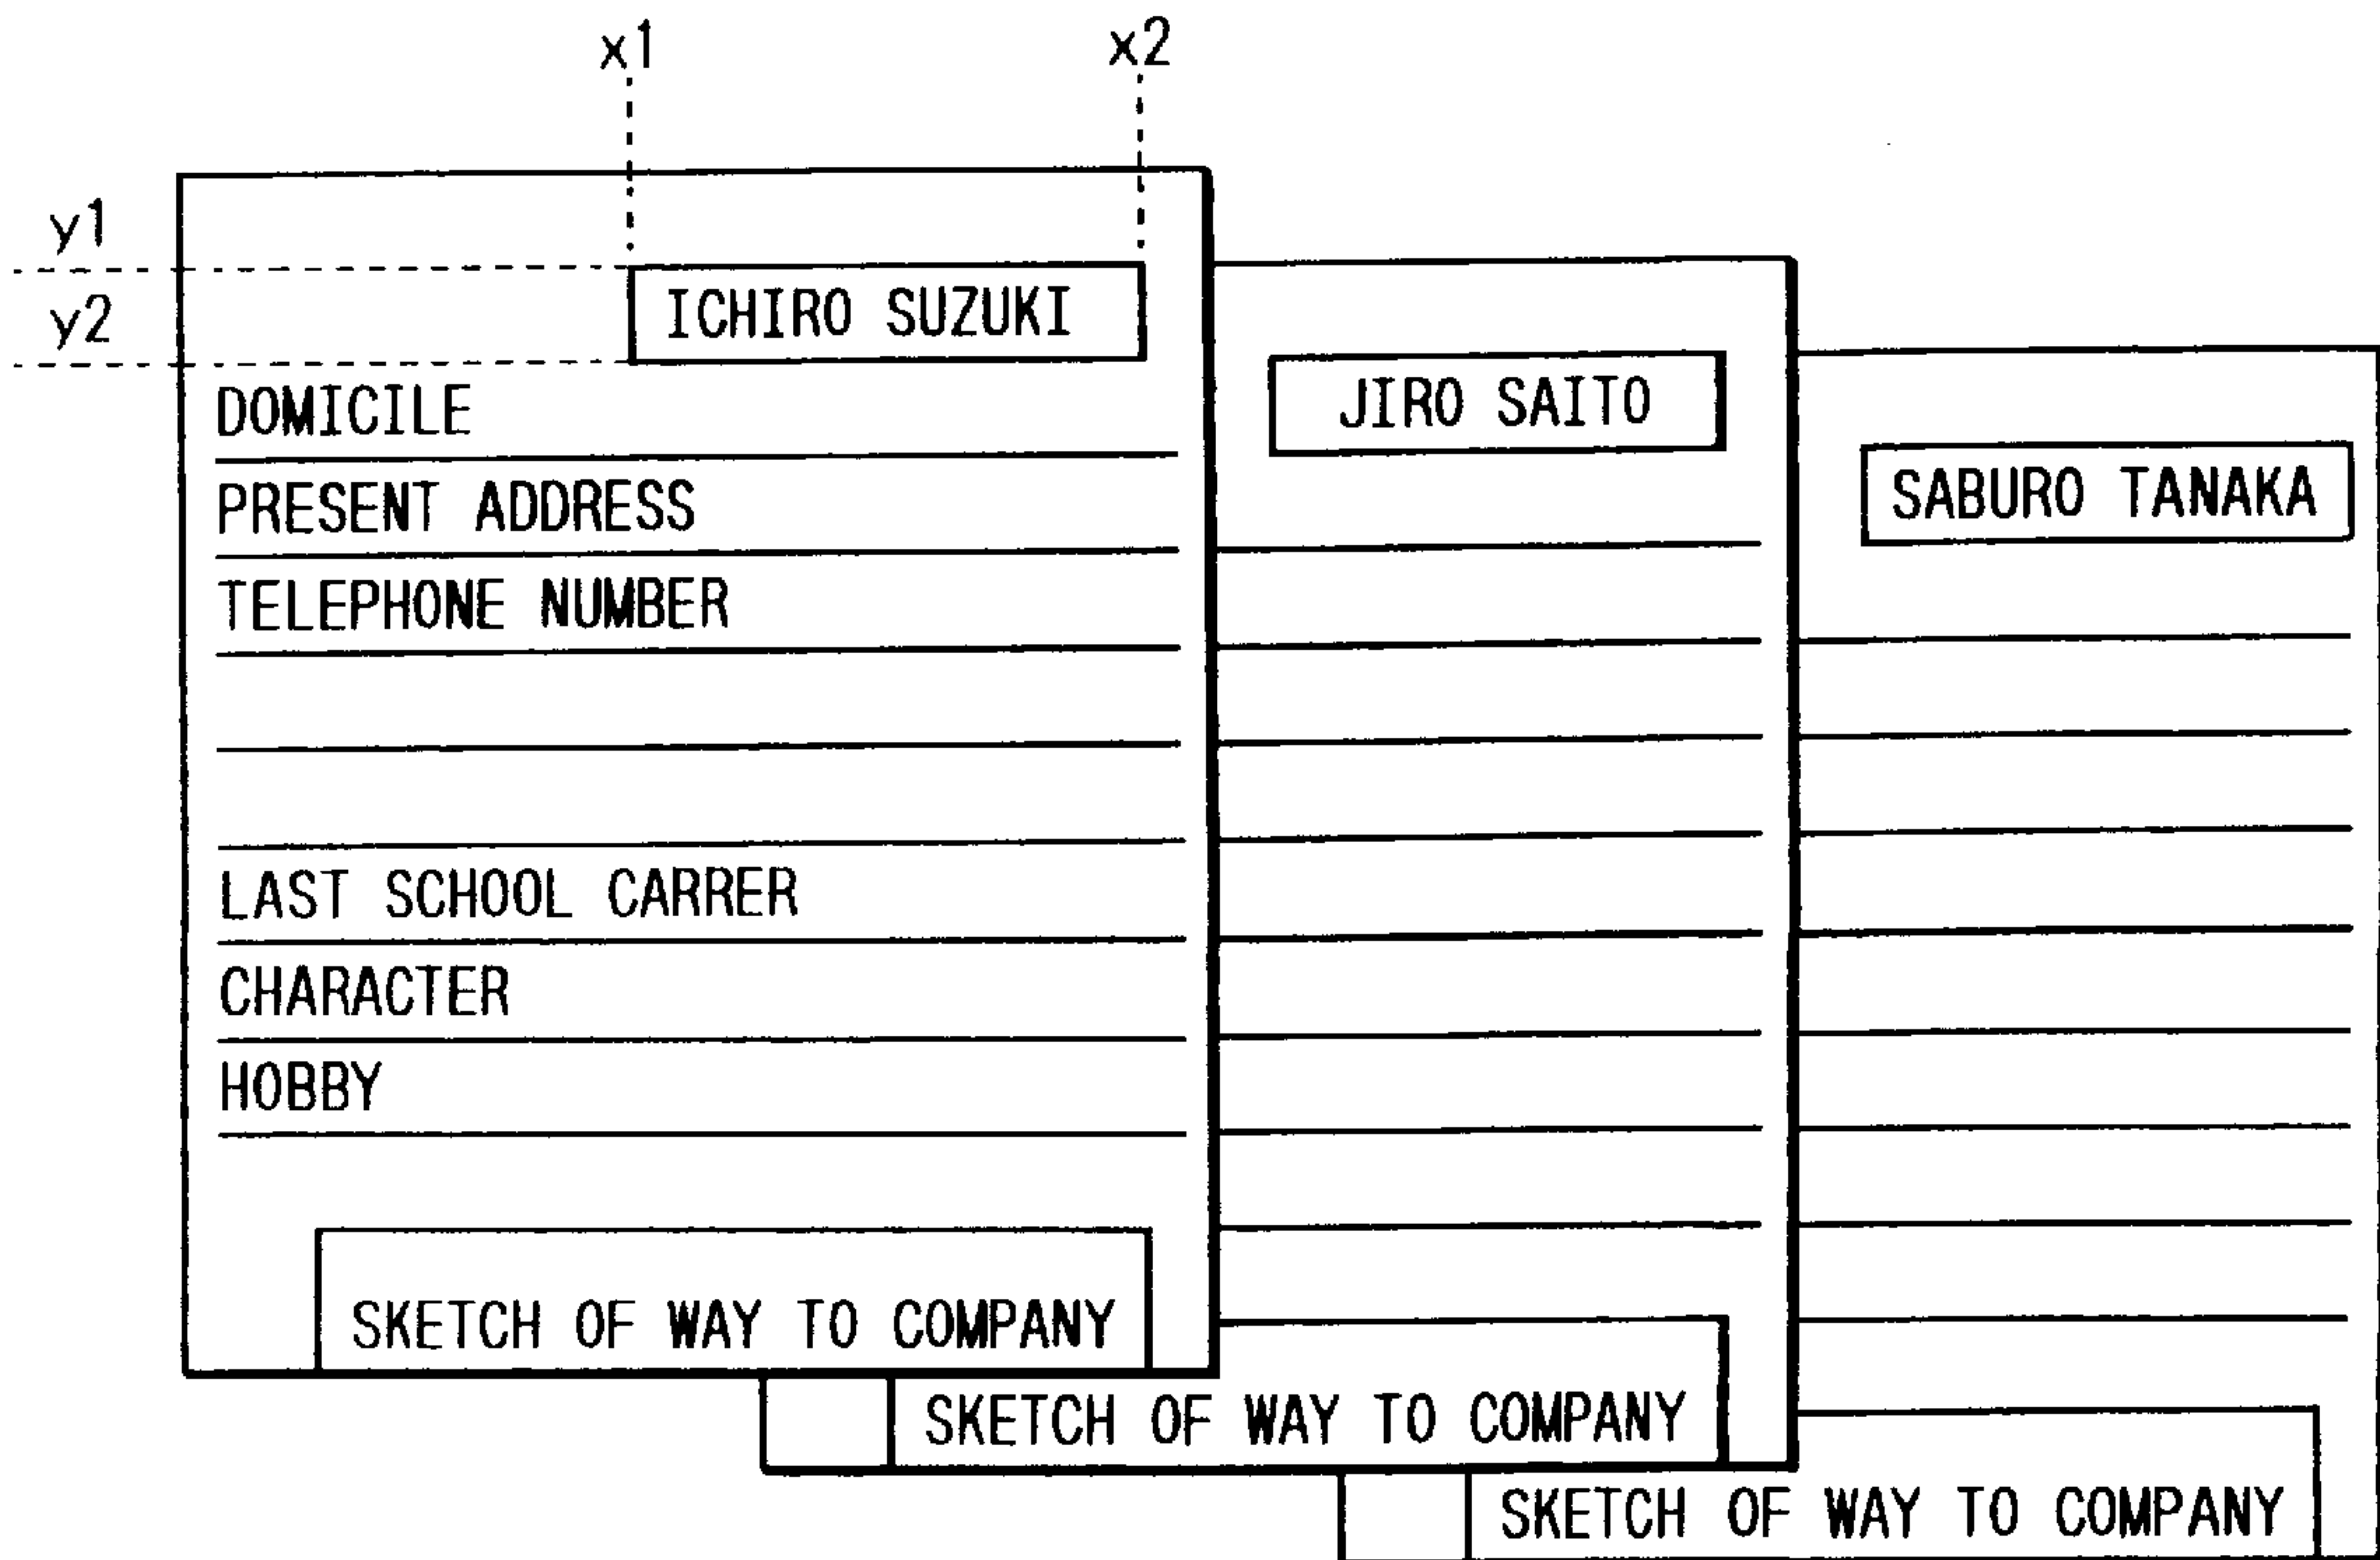 x1 x2
y1
y2
ICHIRO SUZUKI
DOMICILE
PRESENT ADDRESS
TELEPHONE NUMBER
LAST SCHOOL CARRER
CHARACTER
HOBBY
SKETCH OF WAY TO COMPANY
JIRO SAITO
SKETCH OF WAY TO COMPANY
SABURO TANAKA
SKETCH OF WAY TO COMPANY